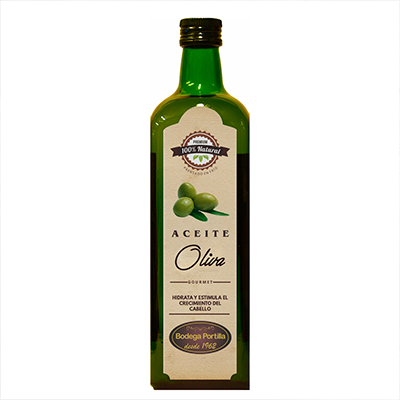 PREMIUM
100% Natural
ACEITE
Oliva
GOURMET
HIDRATA Y ESTIMULA EL
CRECIMIENTO DEL
CABELLO
Bodega Portilla
desde 1962